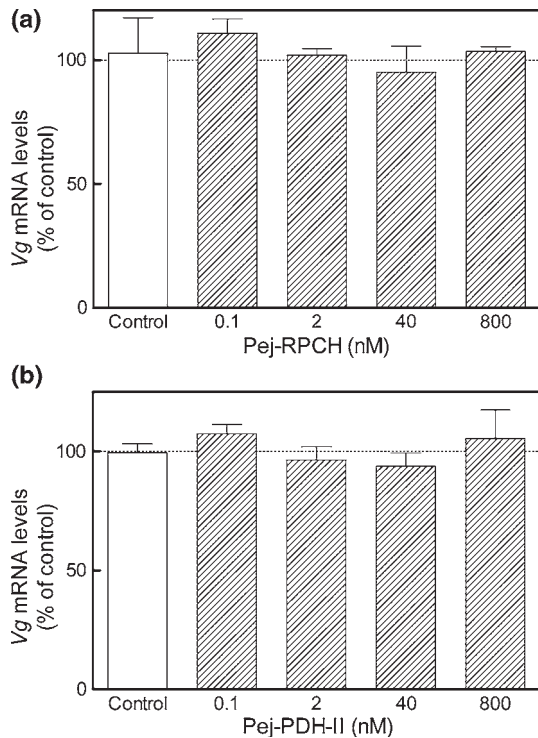 (a)
Vg mRNA levels
(% of control)
100
50
0
Control 0.1 2 40 800
Pej-RPCH (nM)
(b)
Vg mRNA levels
(% of control)
100
50
0
Control 0.1 2 40 800
Pej-PDH-II (nM)